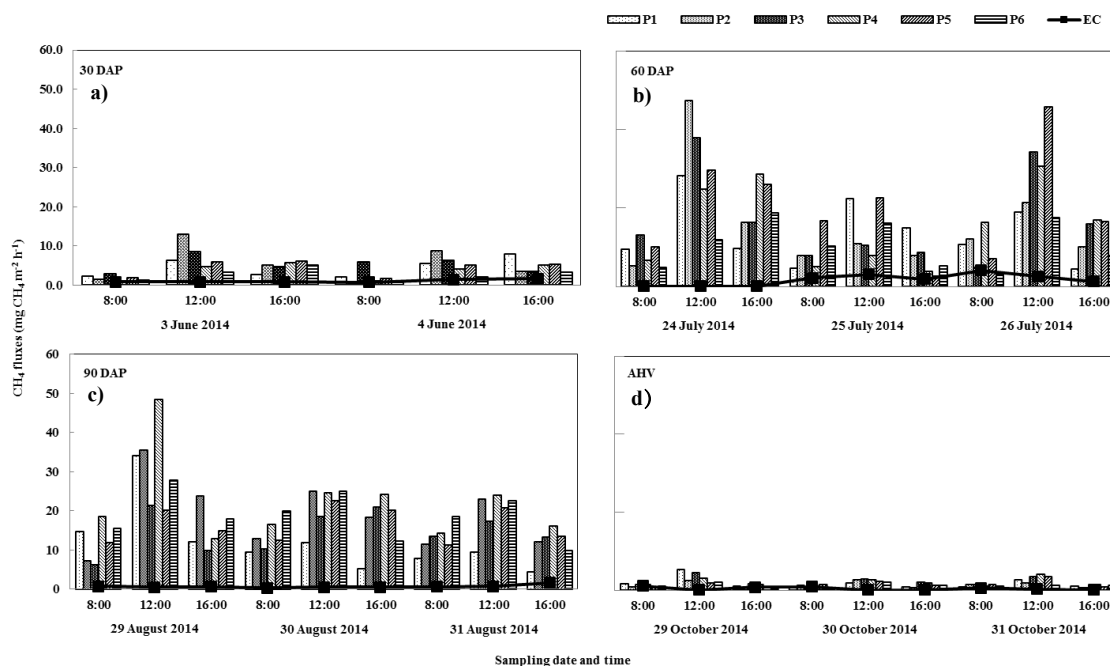 P1 P2 P3 P4 P5 P6 EC
CH₄ fluxes (mg CH₄ m⁻² h⁻¹)
60.0
50.0
40.0
30.0
20.0
10.0
0.0
30 DAP
a)
8:00 12:00 16:00 8:00 12:00 16:00
3 June 2014 4 June 2014
60 DAP
b)
8:00 12:00 16:00 8:00 12:00 16:00 8:00 12:00 16:00
24 July 2014 25 July 2014 26 July 2014
60
50
40
30
20
10
0
90 DAP
c)
8:00 12:00 16:00 8:00 12:00 16:00 8:00 12:00 16:00
29 August 2014 30 August 2014 31 August 2014
AHV
d)
8:00 12:00 16:00 8:00 12:00 16:00 8:00 12:00 16:00
29 October 2014 30 October 2014 31 October 2014
Sampling date and time